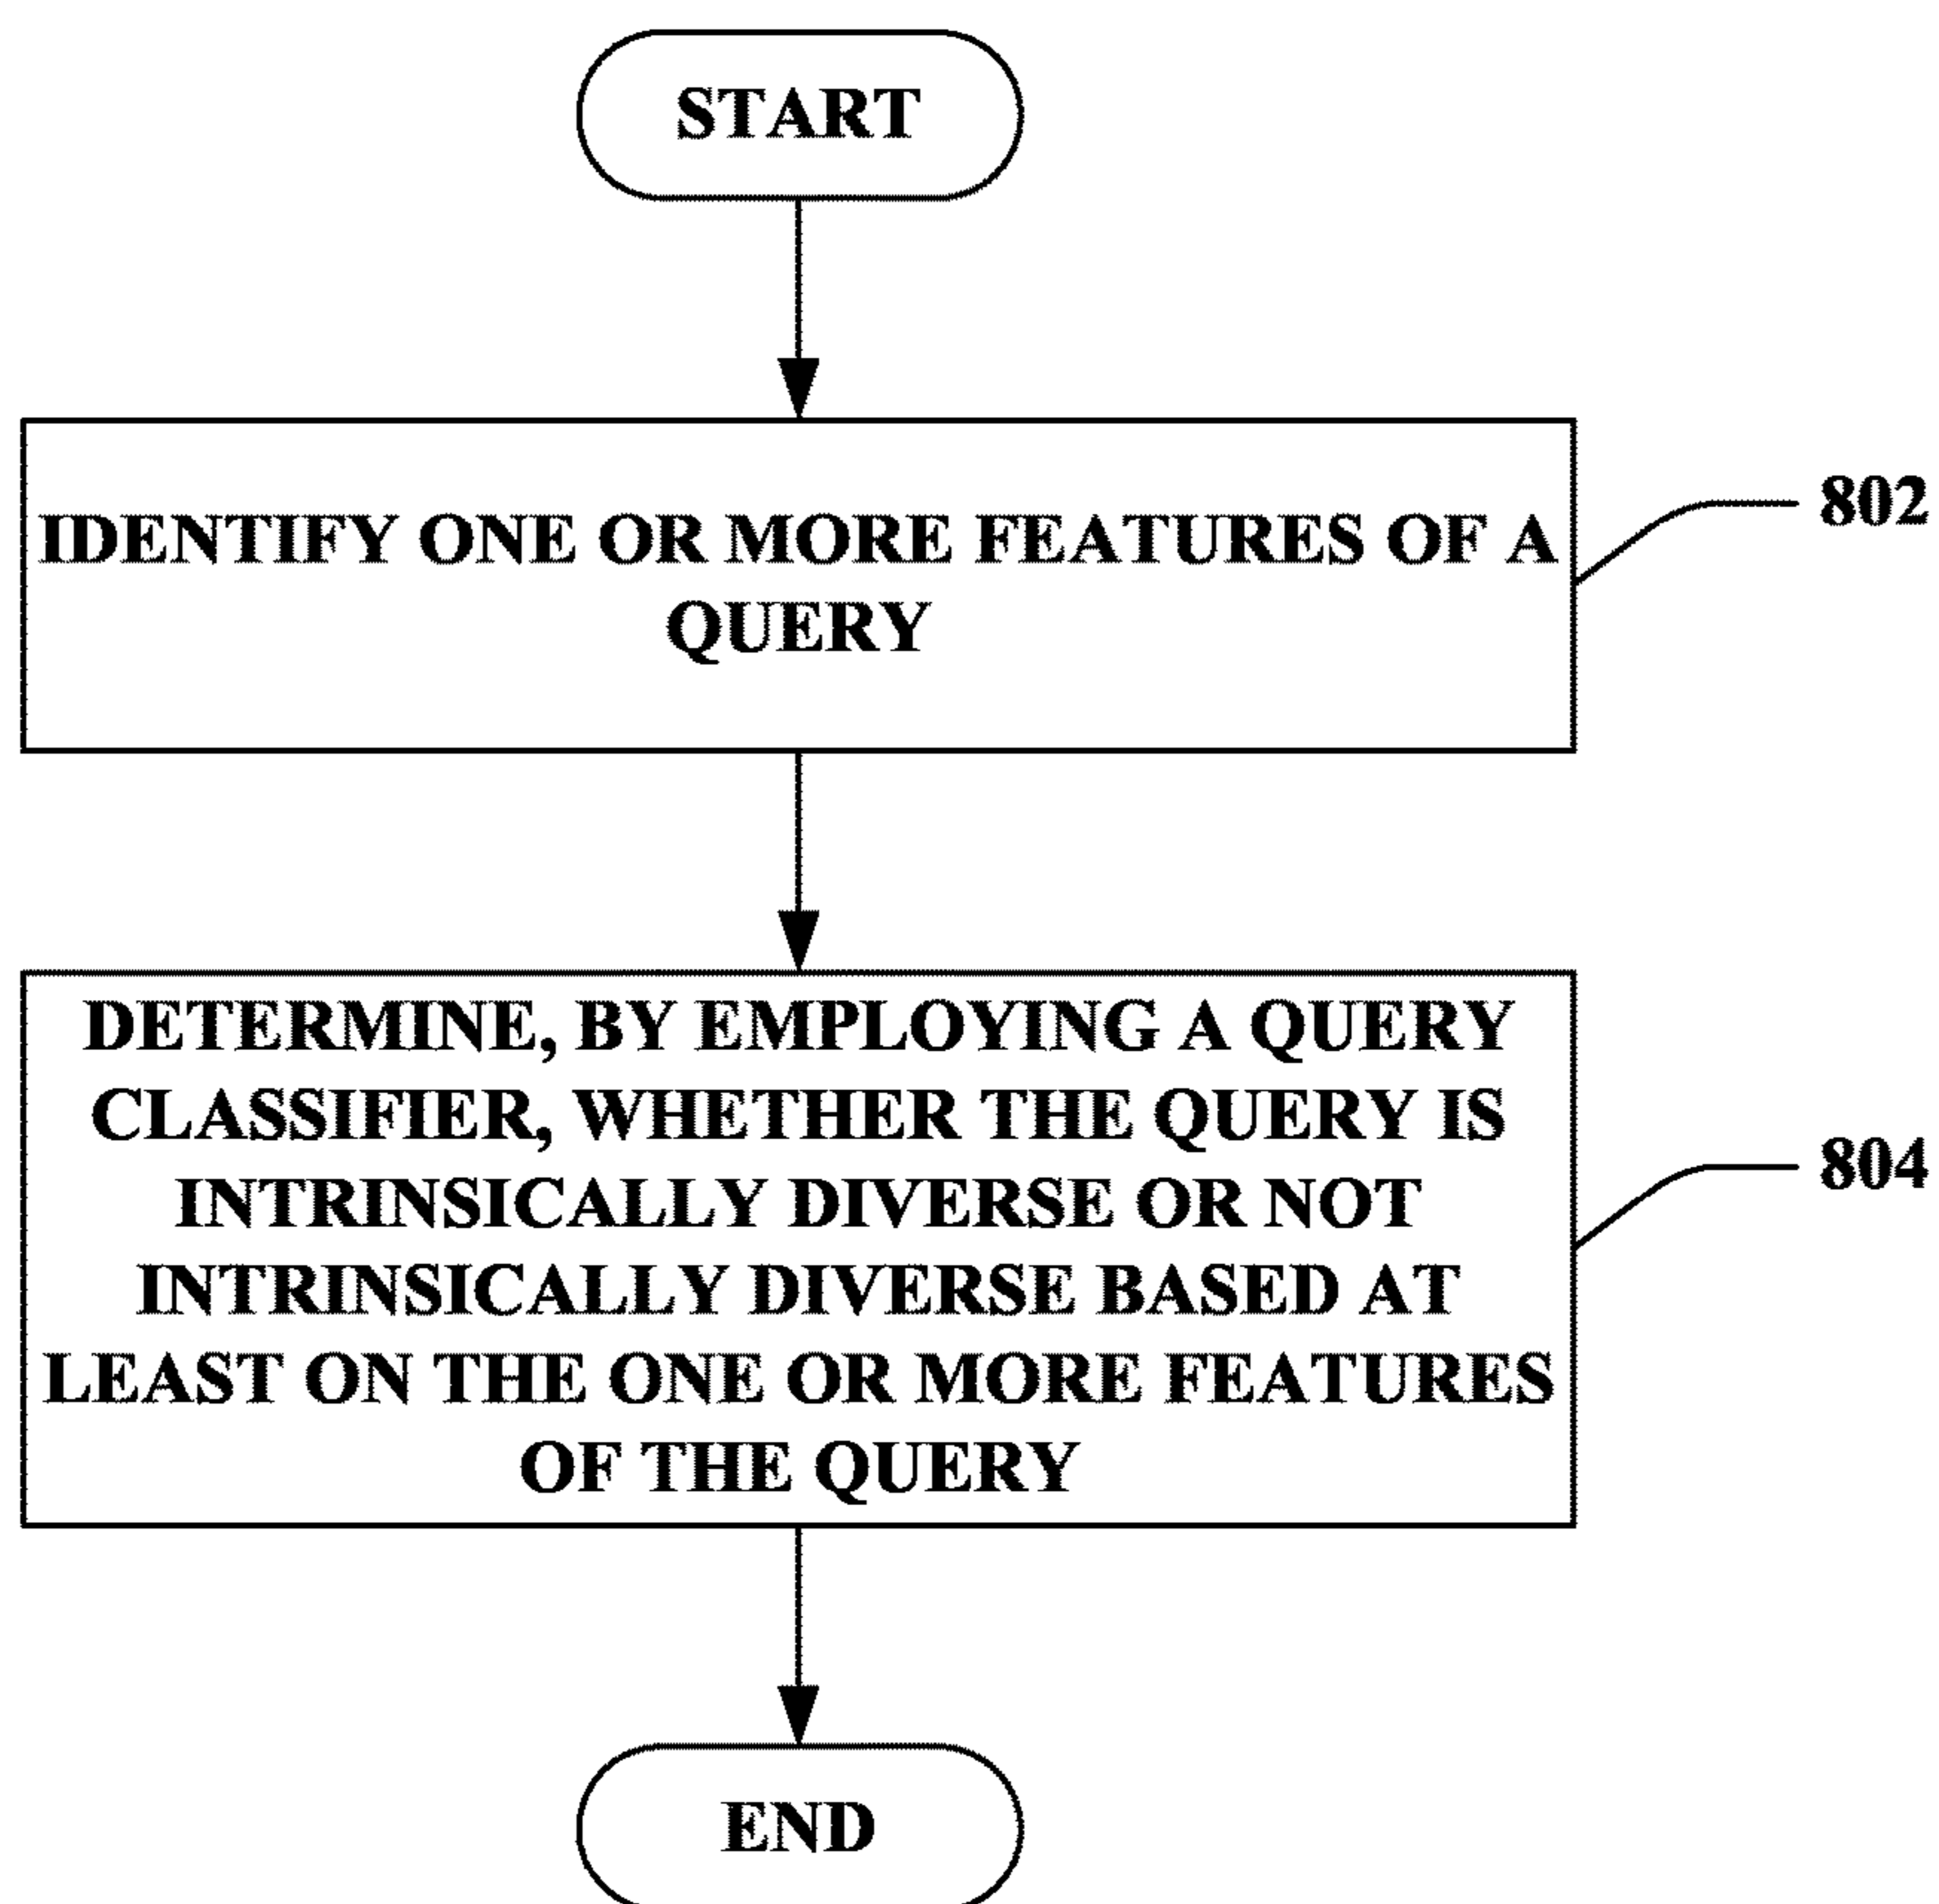 START
IDENTIFY ONE OR MORE FEATURES OF A
QUERY
802
DETERMINE, BY EMPLOYING A QUERY
CLASSIFIER, WHETHER THE QUERY IS
INTRINSICALLY DIVERSE OR NOT
INTRINSICALLY DIVERSE BASED AT
LEAST ON THE ONE OR MORE FEATURES
OF THE QUERY
804
END